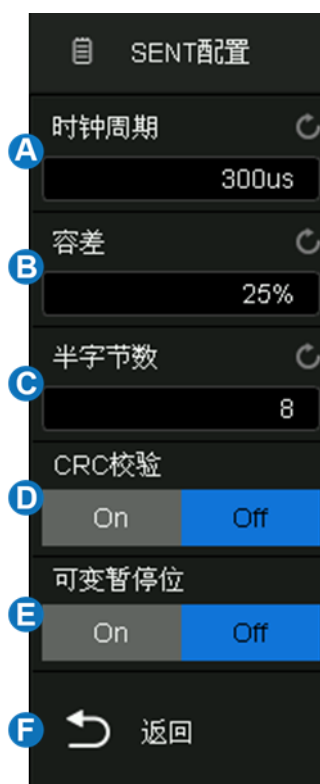 SENT配置
时钟周期
A
300us
容差
B
25%
半字节数
C
8
CRC校验
D
On Off
可变暂停位
E
On Off
F 返回